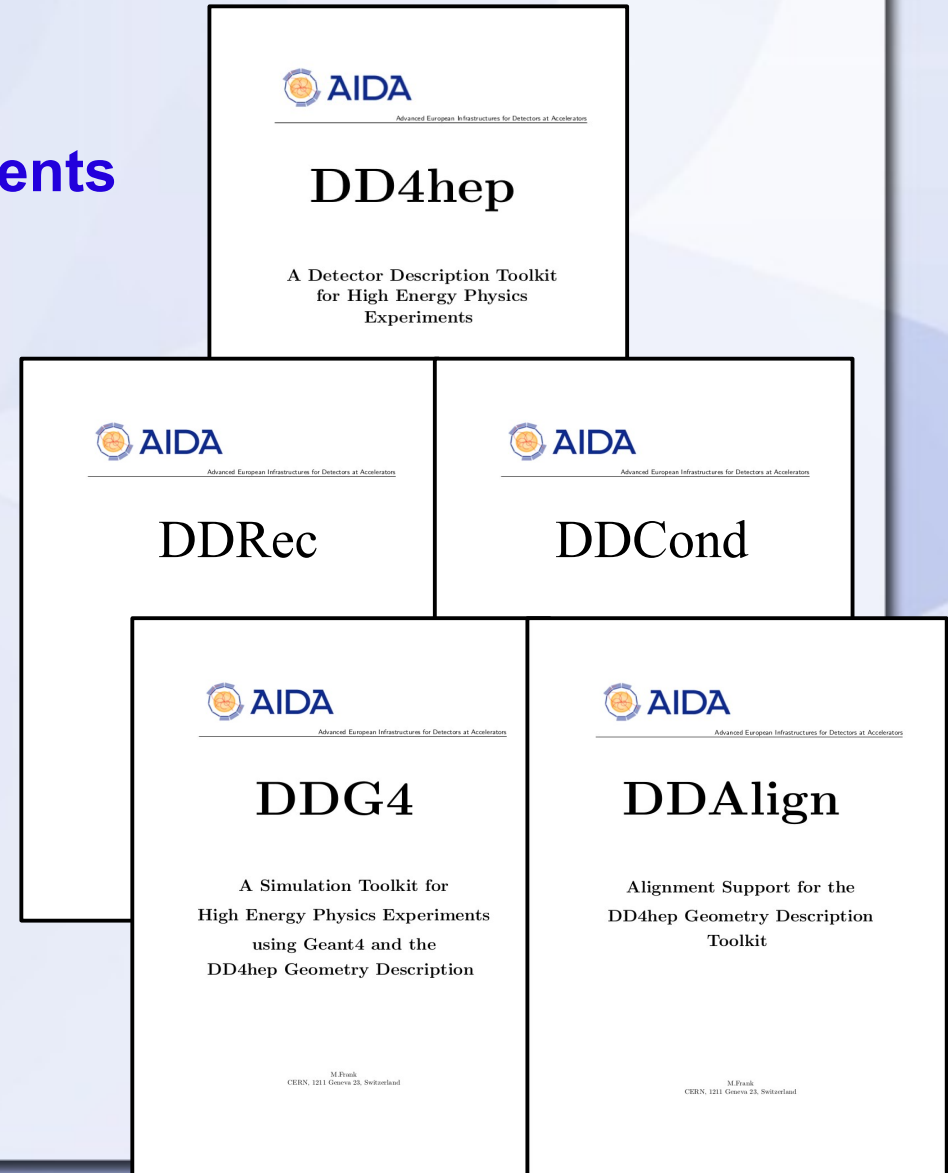 AIDA
Advanced European Infrastructures for Detectors at Accelerators
ents
DD4hep
A Detector Description Toolkit
for High Energy Physics
Experiments
AIDA
Advanced European Infrastructures for Detectors at Accelerators
DDRec
AIDA
Advanced European Infrastructures for Detectors at Accelerators
DDCond
AIDA
Advanced European Infrastructures for Detectors at Accelerators
DDG4
A Simulation Toolkit for
High Energy Physics Experiments
using Geant4 and the
DD4hep Geometry Description
M.Frank
CERN, 1211 Geneva 23, Switzerland
AIDA
Advanced European Infrastructures for Detectors at Accelerators
DDAlign
Alignment Support for the
DD4hep Geometry Description
Toolkit
M.Frank
CERN, 1211 Geneva 23, Switzerland